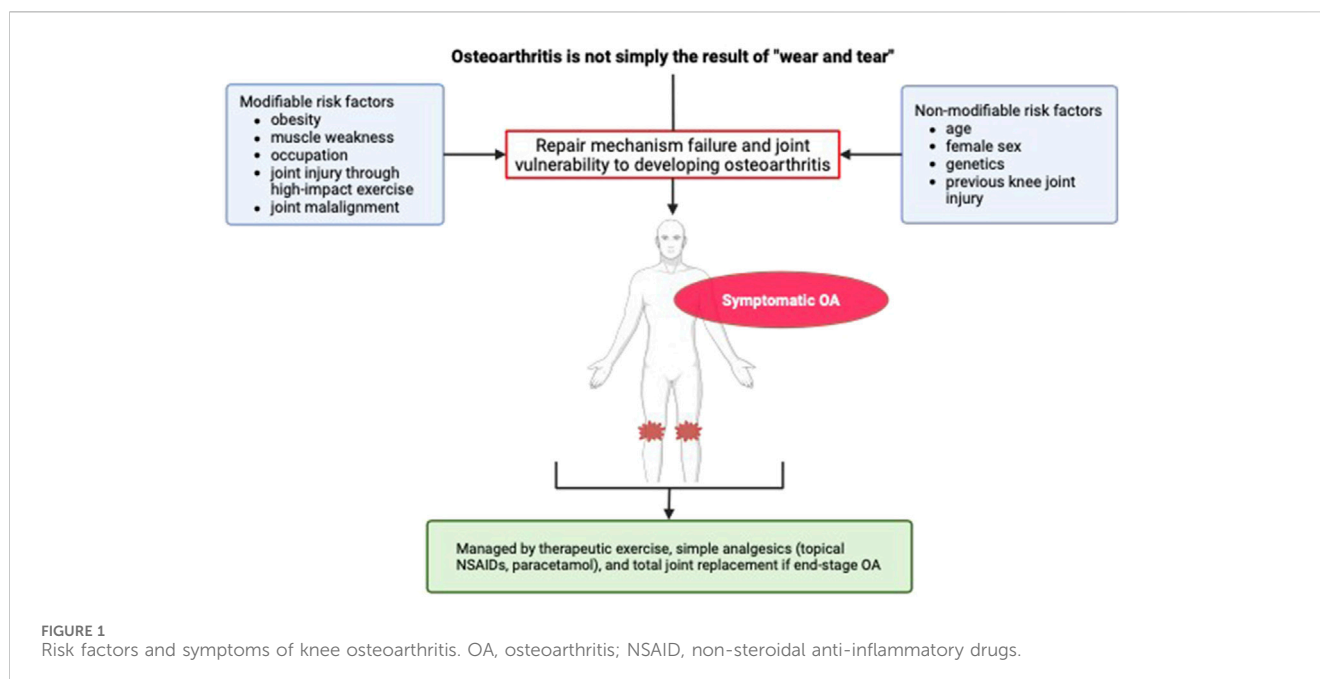 Osteoarthritis is not simply the result of "wear and tear"
Modifiable risk factors
• obesity
• muscle weakness
• occupation
• joint injury through
high-impact exercise
• joint malalignment
Repair mechanism failure and joint
vulnerability to developing osteoarthritis
Non-modifiable risk factors
• age
• female sex
• genetics
• previous knee joint
injury
Symptomatic OA
Managed by therapeutic exercise, simple analgesics (topical
NSAIDs, paracetamol), and total joint replacement if end-stage OA
FIGURE 1
Risk factors and symptoms of knee osteoarthritis. OA, osteoarthritis; NSAID, non-steroidal anti-inflammatory drugs.